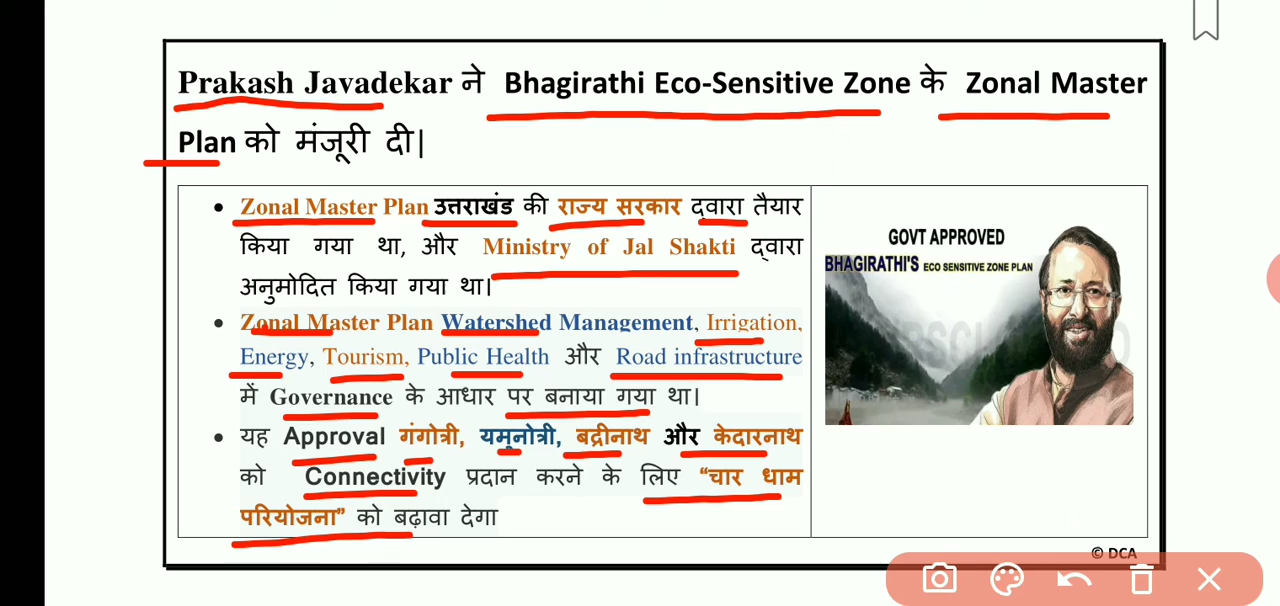 Prakash Javadekar ने Bhagirathi Eco-Sensitive Zone के Zonal Master
Plan को मंजूरी दी|
• Zonal Master Plan उत्तराखंड की राज्य सरकार द्वारा तैयार
किया गया था, और Ministry of Jal Shakti द्वारा
अनुमोदित किया गया था।
• Zonal Master Plan Watershed Management, Irrigation,
Energy, Tourism, Public Health और Road infrastructure
में Governance के आधार पर बनाया गया था।
• यह Approval गंगोत्री, यमुनोत्री, बद्रीनाथ और केदारनाथ
को Connectivity प्रदान करने के लिए “चार धाम
परियोजना” को बढ़ावा देगा
GOVT APPROVED
BHAGIRATHI'S ECO SENSITIVE ZONE PLAN
© DCA